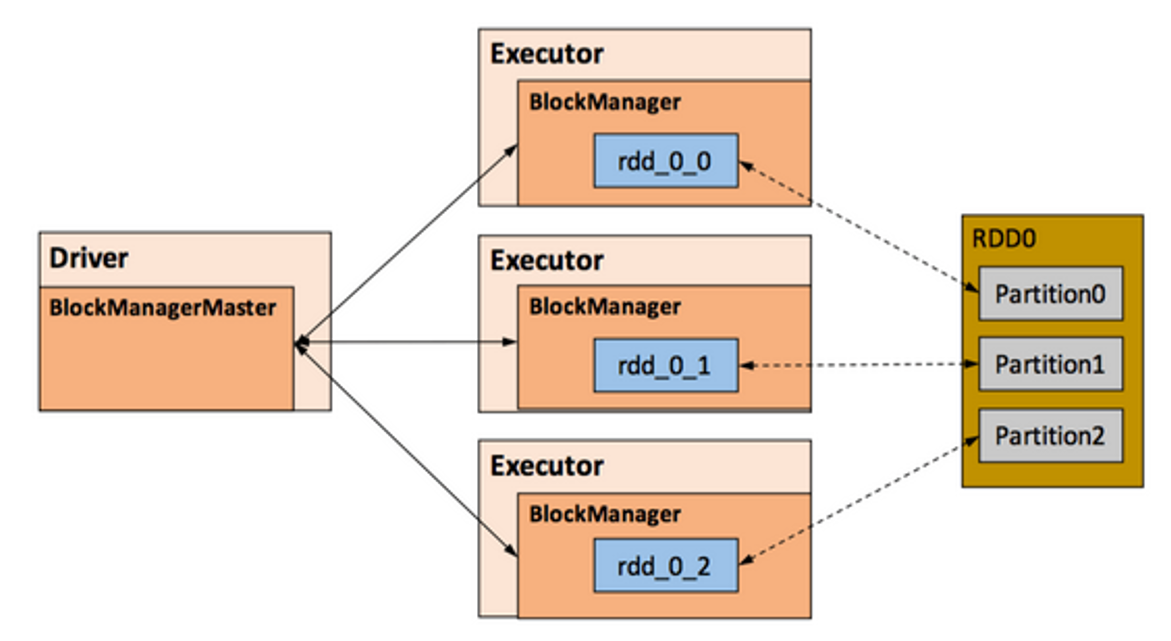 Driver
BlockManagerMaster
Executor
BlockManager
rdd_0_0
Executor
BlockManager
rdd_0_1
Executor
BlockManager
rdd_0_2
RDD0
Partition0
Partition1
Partition2